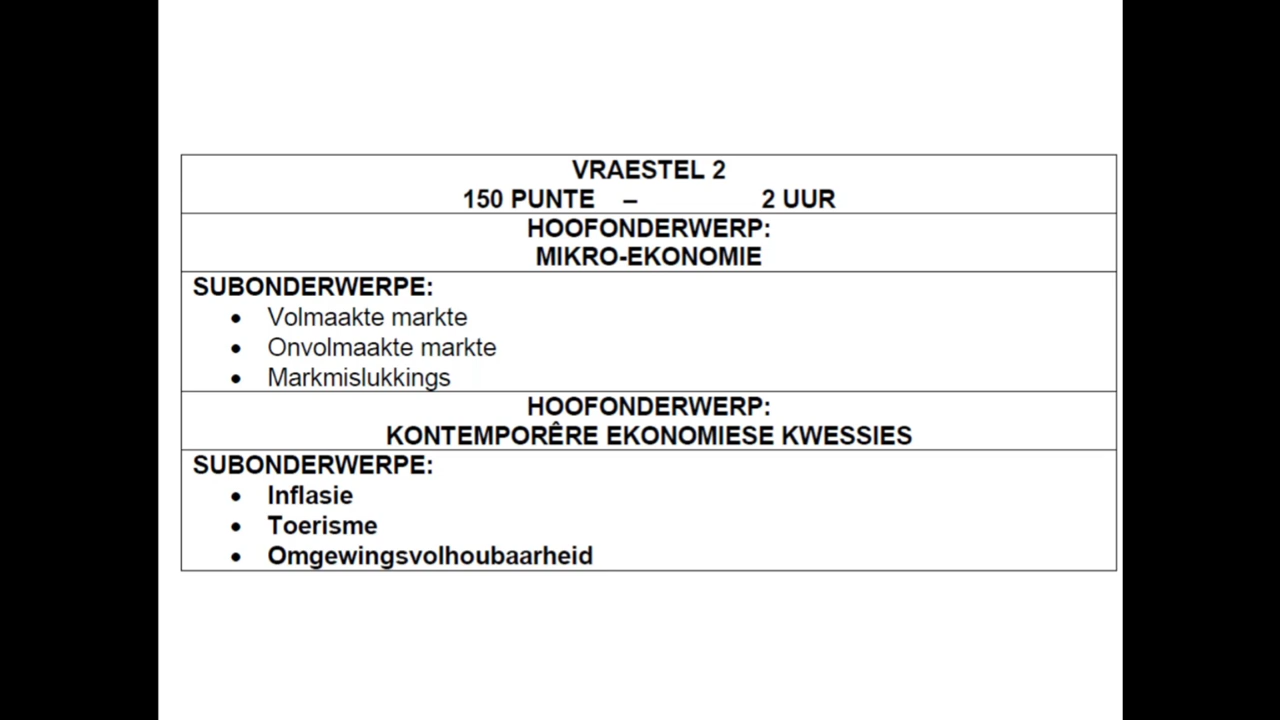 VRAESTEL 2
150 PUNTE – 2 UUR
HOOFONDERWERP:
MIKRO-EKONOMIE
SUBONDERWERPE:
• Volmaakte markte
• Onvolmaakte markte
• Markmislukkings
HOOFONDERWERP:
KONTEMPORÊRE EKONOMIESE KWESSIES
SUBONDERWERPE:
• Inflasie
• Toerisme
• Omgewingsvolhoubaarheid